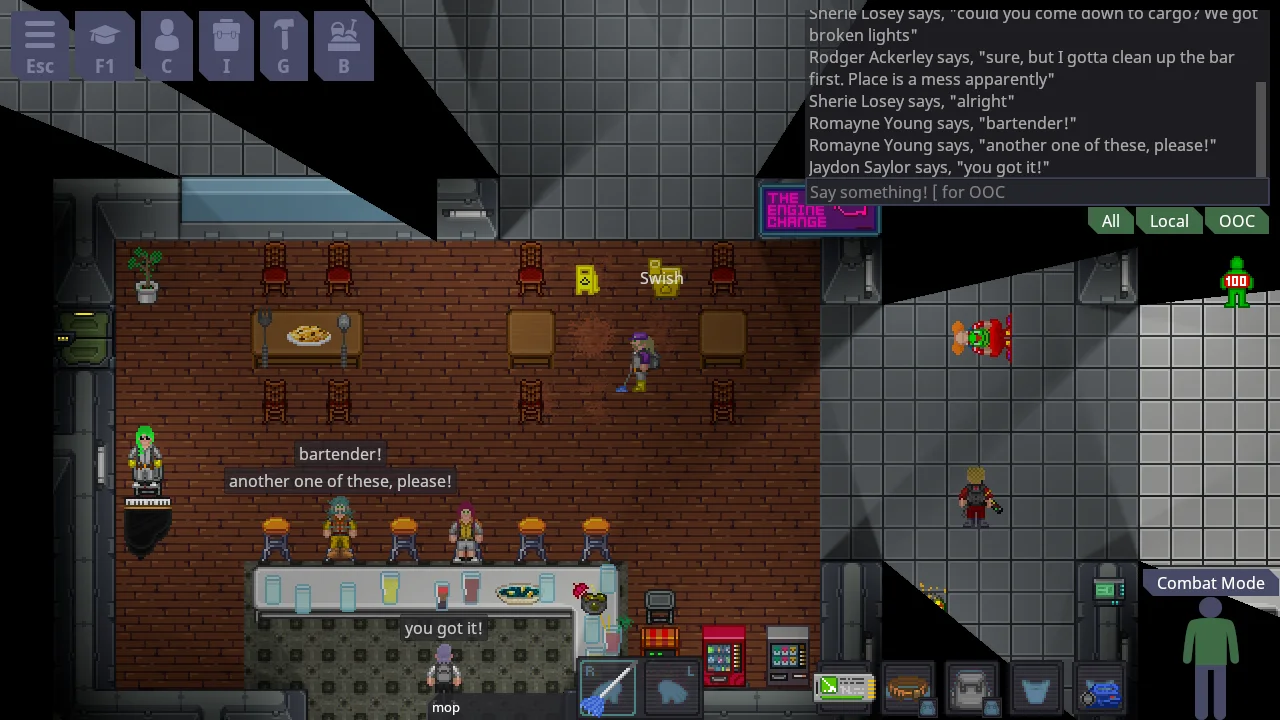 Esc
F1
C
I
G
B
Sherie Losey says, "could you come down to cargo? We got
broken lights"
Rodger Ackerley says, "sure, but I gotta clean up the bar
first. Place is a mess apparently"
Sherie Losey says, "alright"
Romayne Young says, "bartender!"
Romayne Young says, "another one of these, please!"
Jaydon Saylor says, "you got it!"
Say something! [ for OOC
All
Local
OOC
THE
ENGINE
CHANGE
Swish
100
bartender!
another one of these, please!
you got it!
Combat Mode
R
L
mop